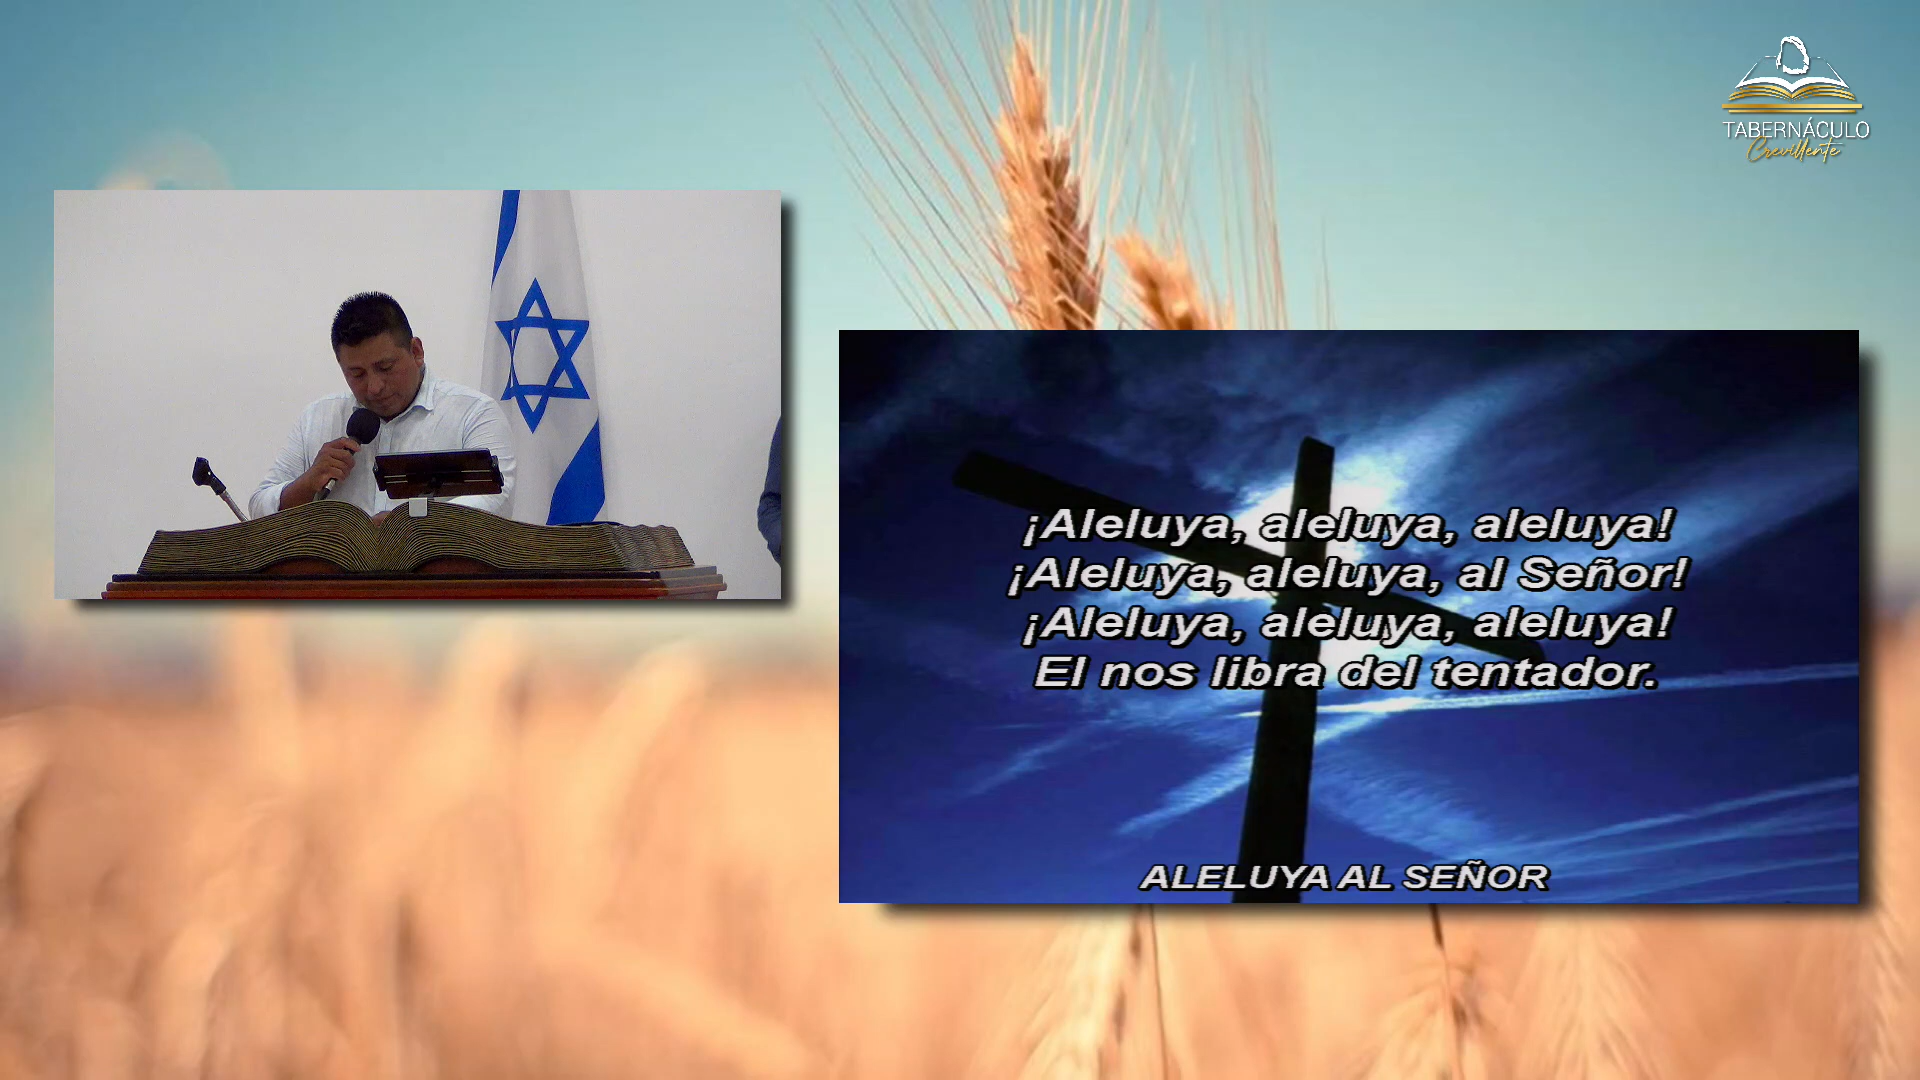 TABERNÁCULO
Crevillente
¡Aleluya, aleluya, aleluya!
¡Aleluya, aleluya, al Señor!
¡Aleluya, aleluya, aleluya!
El nos libra del tentador.
ALELUYA AL SEÑOR